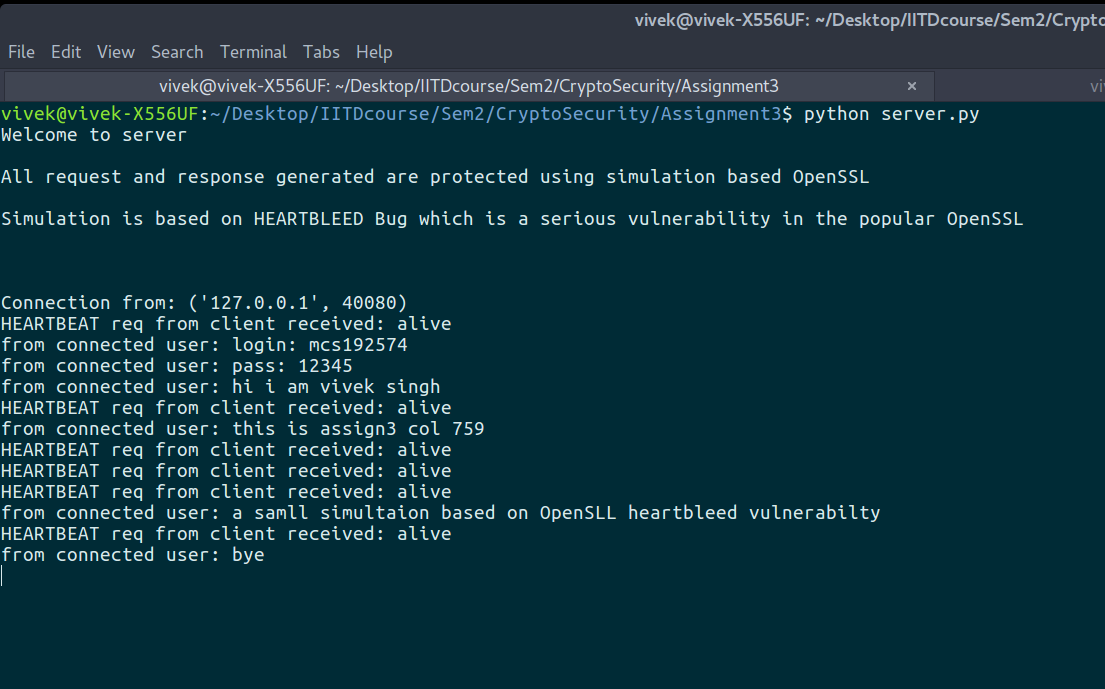 vivek@vivek-X556UF: ~/Desktop/IITDcourse/Sem2/Crypto
File Edit View Search Terminal Tabs Help
vivek@vivek-X556UF: ~/Desktop/IITDcourse/Sem2/CryptoSecurity/Assignment3 × vi
vivek@vivek-X556UF:~/Desktop/IITDcourse/Sem2/CryptoSecurity/Assignment3$ python server.py
Welcome to server
All request and response generated are protected using simulation based OpenSSL
Simulation is based on HEARTBLEED Bug which is a serious vulnerability in the popular OpenSSL
Connection from: ('127.0.0.1', 40080)
HEARTBEAT req from client received: alive
from connected user: login: mcs192574
from connected user: pass: 12345
from connected user: hi i am vivek singh
HEARTBEAT req from client received: alive
from connected user: this is assign3 col 759
HEARTBEAT req from client received: alive
HEARTBEAT req from client received: alive
HEARTBEAT req from client received: alive
from connected user: a samll simultaion based on OpenSLL heartbleed vulnerabilty
HEARTBEAT req from client received: alive
from connected user: bye